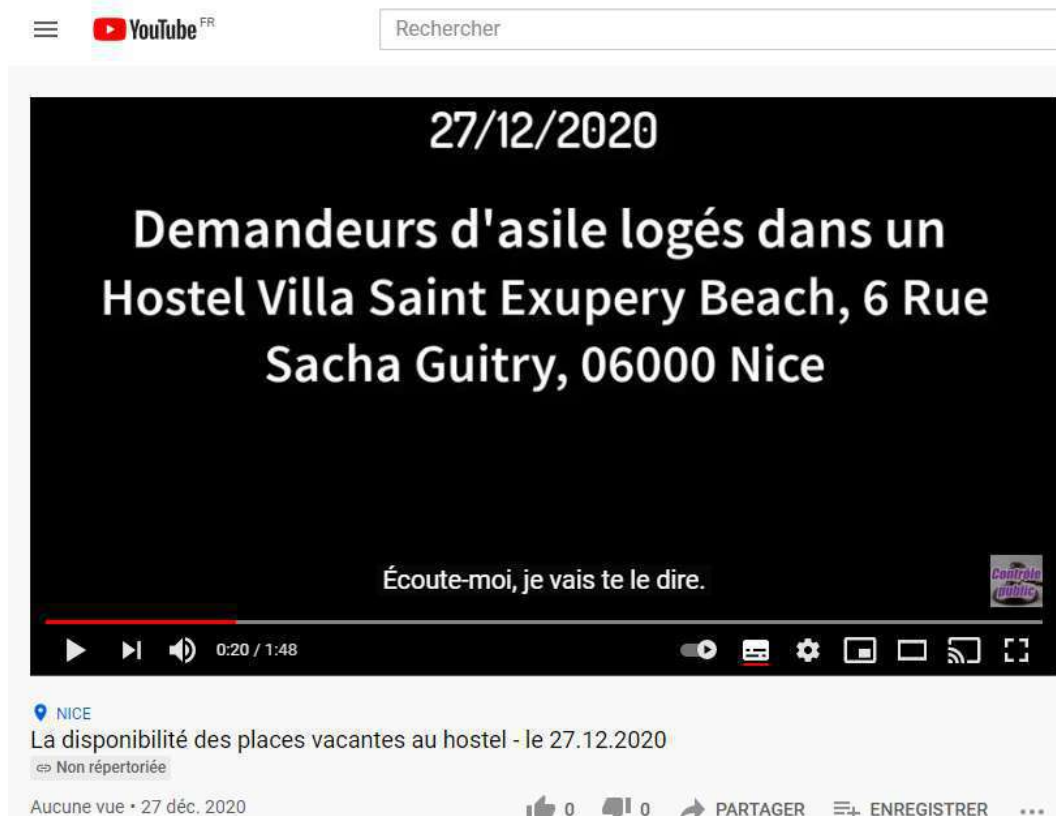 YouTube FR
Rechercher
27/12/2020
Demandeurs d'asile logés dans un
Hostel Villa Saint Exupery Beach, 6 Rue
Sacha Guitry, 06000 Nice
Écoute-moi, je vais te le dire.
Contrôle
public
0:20 / 1:48
NICE
La disponibilité des places vacantes au hostel - le 27.12.2020
Non répertoriée
Aucune vue • 27 déc. 2020 0 0 PARTAGER ENREGISTRER